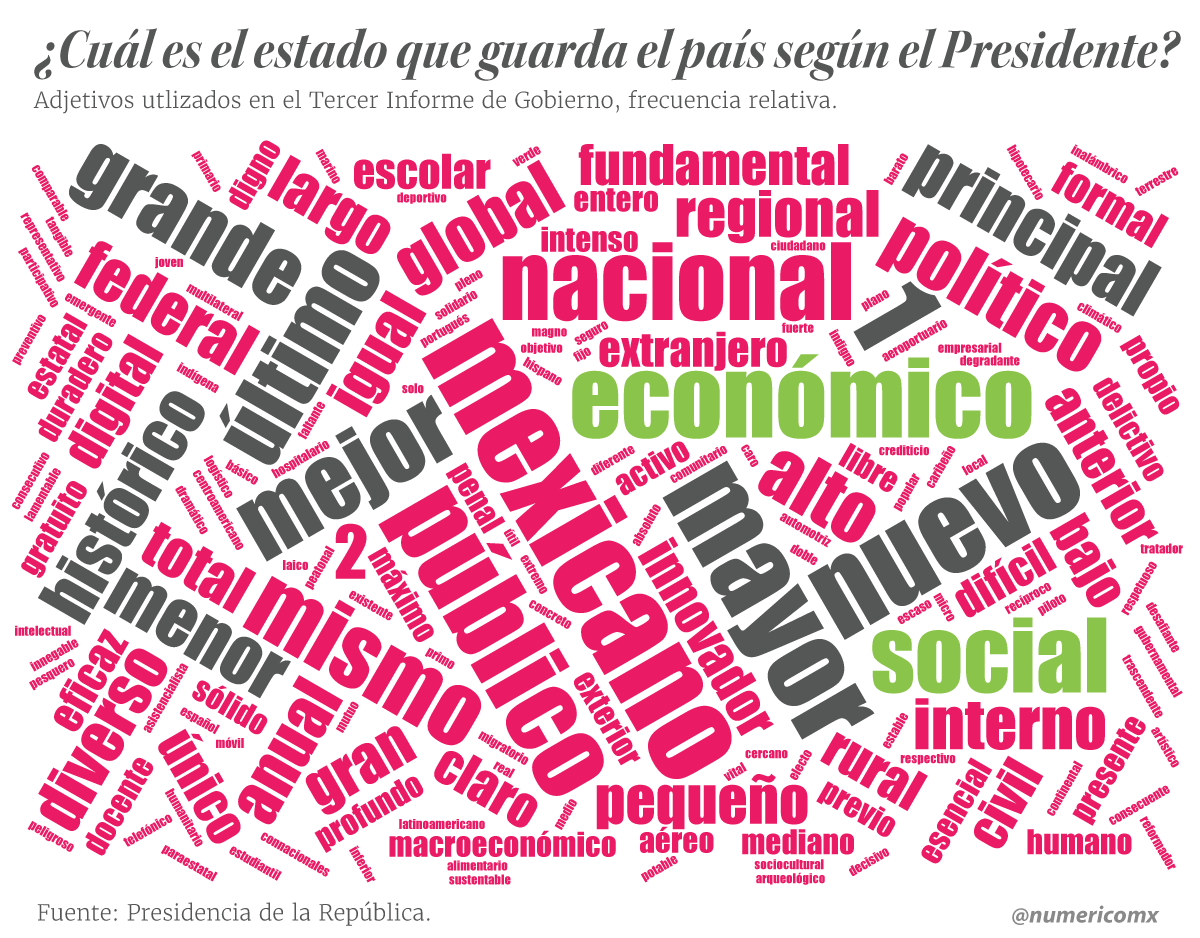 ¿Cuál es el estado que guarda el país según el Presidente?
Adjetivos utlizados en el Tercer Informe de Gobierno, frecuencia relativa.
grande
primario
digno
largo
marino
escolar
deportivo
verde
global
fundamental
entero
regional
intenso
ciudadano
nacional
barato
principal
hipotecario
inalámbrico
formal
terrestre
comparable
tangible
representativo
participativo
federal
joven
multilateral
emergente
último
igual
pleno
solidario
portugués
magno
objetivo
hispano
seguro
fijo
fuerte
extranjero
indigno
plano
1
político
aeroportuario
empresarial
degradante
climático
propio
preventivo
estatal
duradero
digital
indígena
histórico
faltante
solo
mejor
mexicano
económico
anterior
delictivo
consecutivo
lamentable
gratuito
dramático
logístico
centroamericano
básico
hospitalario
público
penal
útil
diferente
activo
comunitario
caro
alto
automotriz
doble
libre
crediticio
popular
caribeño
local
nuevo
mayor
absoluto
innovador
total
menor
mismo
laico
peatonal
2
máximo
existente
primo
extremo
concreto
exterior
difícil
bajo
escaso
micro
recíproco
piloto
tratador
respetuoso
desafiante
gubernamental
trascendente
artístico
social
interno
estable
respectivo
intelectual
innegable
pesquero
eficaz
diverso
asistencialista
sólido
español
móvil
anual
mutuo
único
docente
peligroso
telefónico
humanitario
paraestatal
estudiantil
connacionales
gran
profundo
inferior
claro
migratorio
real
medio
latinoamericano
macroeconómico
alimentario
sustentable
pequeño
aéreo
potable
vital
cercano
electo
mediano
sociocultural
arqueológico
decisivo
rural
previo
esencial
civil
continental
presente
humano
consecuente
reformador
Fuente: Presidencia de la República.
@numericomx